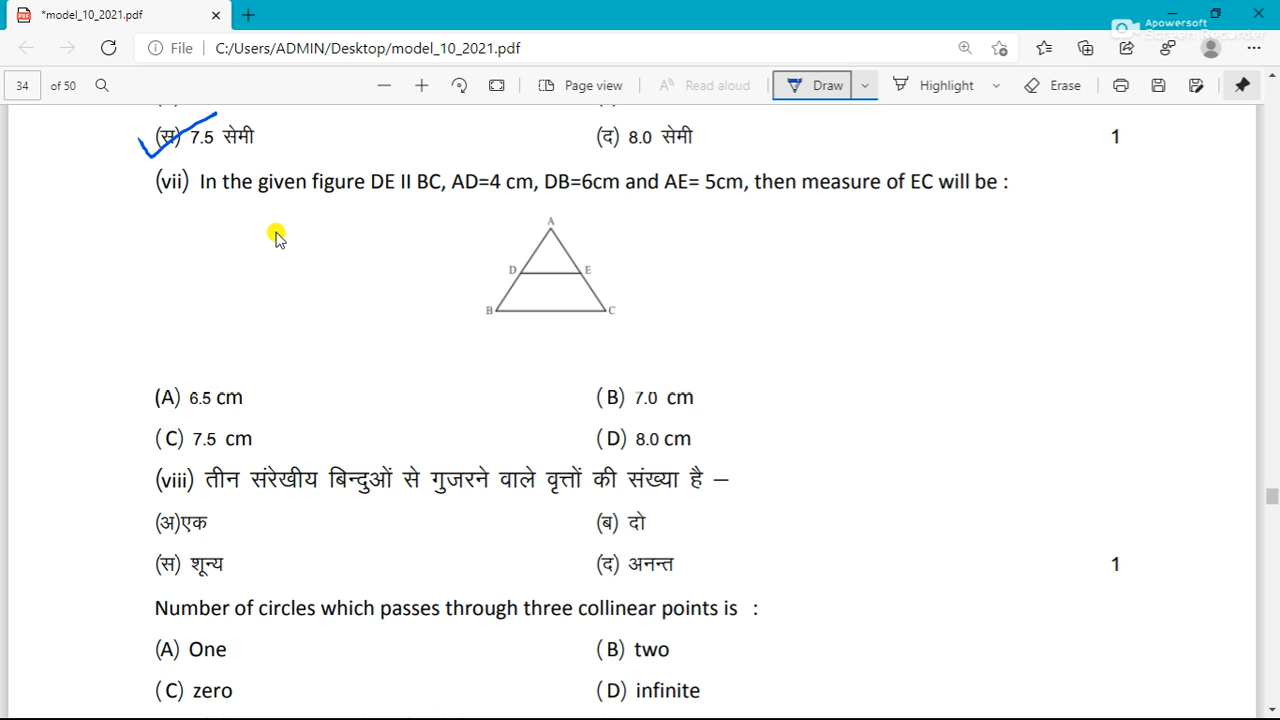 *model_10_2021.pdf
Apowersoft
Screen Recorder
File C:/Users/ADMIN/Desktop/model_10_2021.pdf
34 of 50 Page view Read aloud Draw Highlight Erase
(स) 7.5 सेमी (द) 8.0 सेमी 1
(vii) In the given figure DE II BC, AD=4 cm, DB=6cm and AE= 5cm, then measure of EC will be :
A
D E
B C
(A) 6.5 cm ( B) 7.0 cm
( C) 7.5 cm ( D) 8.0 cm
(viii) तीन संरेखीय बिन्दुओं से गुजरने वाले वृत्तों की संख्या है –
(अ)एक (ब) दो
(स) शून्य (द) अनन्त 1
Number of circles which passes through three collinear points is :
(A) One ( B) two
( C) zero ( D) infinite